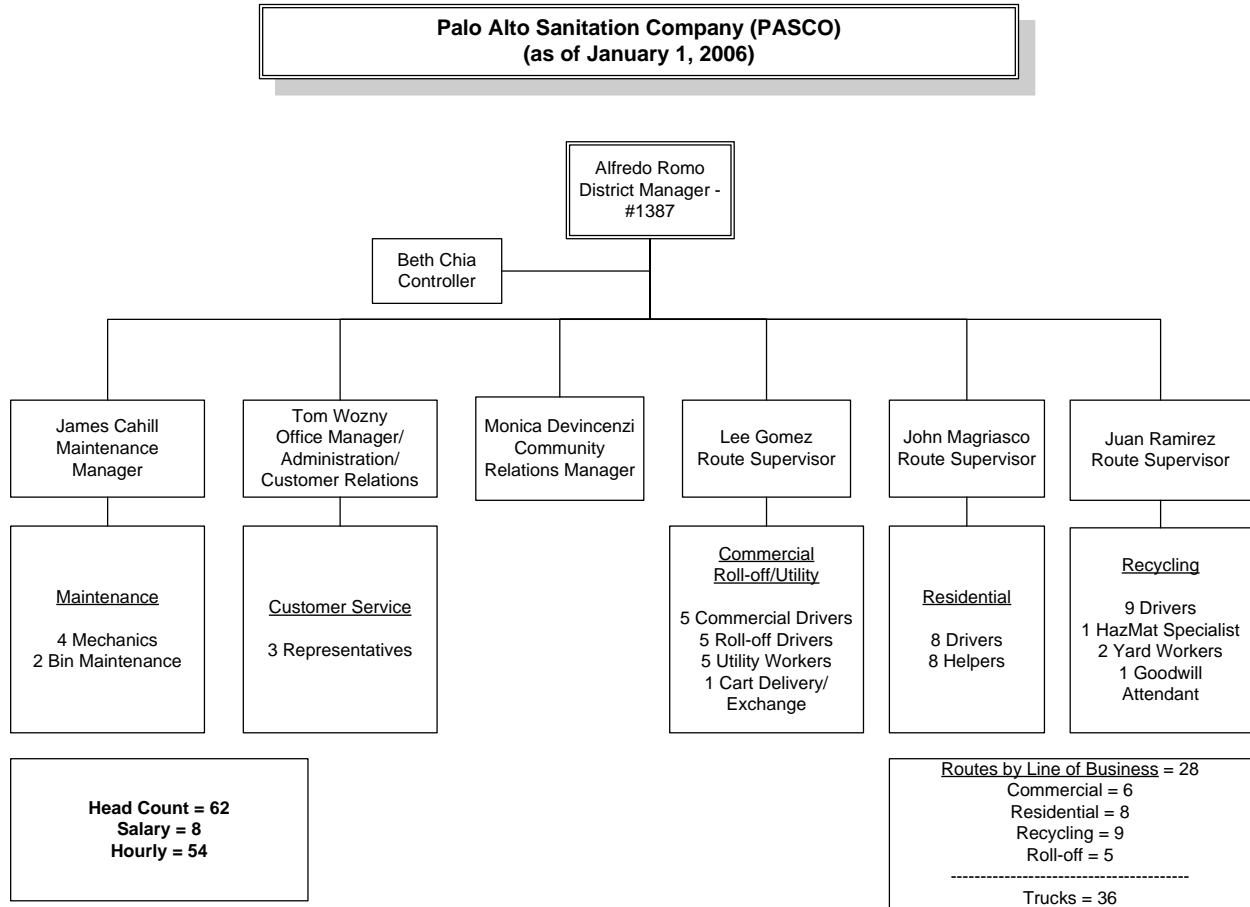 Palo Alto Sanitation Company (PASCO)
(as of January 1, 2006)
Alfredo Romo
District Manager -
#1387
Beth Chia
Controller
James Cahill
Maintenance
Manager
Tom Wozny
Office Manager/
Administration/
Customer Relations
Monica Devincenzi
Community
Relations Manager
Lee Gomez
Route Supervisor
John Magriasco
Route Supervisor
Juan Ramirez
Route Supervisor
Maintenance
4 Mechanics
2 Bin Maintenance
Customer Service
3 Representatives
Commercial
Roll-off/Utility
5 Commercial Drivers
5 Roll-off Drivers
5 Utility Workers
1 Cart Delivery/
Exchange
Residential
8 Drivers
8 Helpers
Recycling
9 Drivers
1 HazMat Specialist
2 Yard Workers
1 Goodwill
Attendant
Head Count = 62
Salary = 8
Hourly = 54
Routes by Line of Business = 28
Commercial = 6
Residential = 8
Recycling = 9
Roll-off = 5
---------------------------------------
Trucks = 36